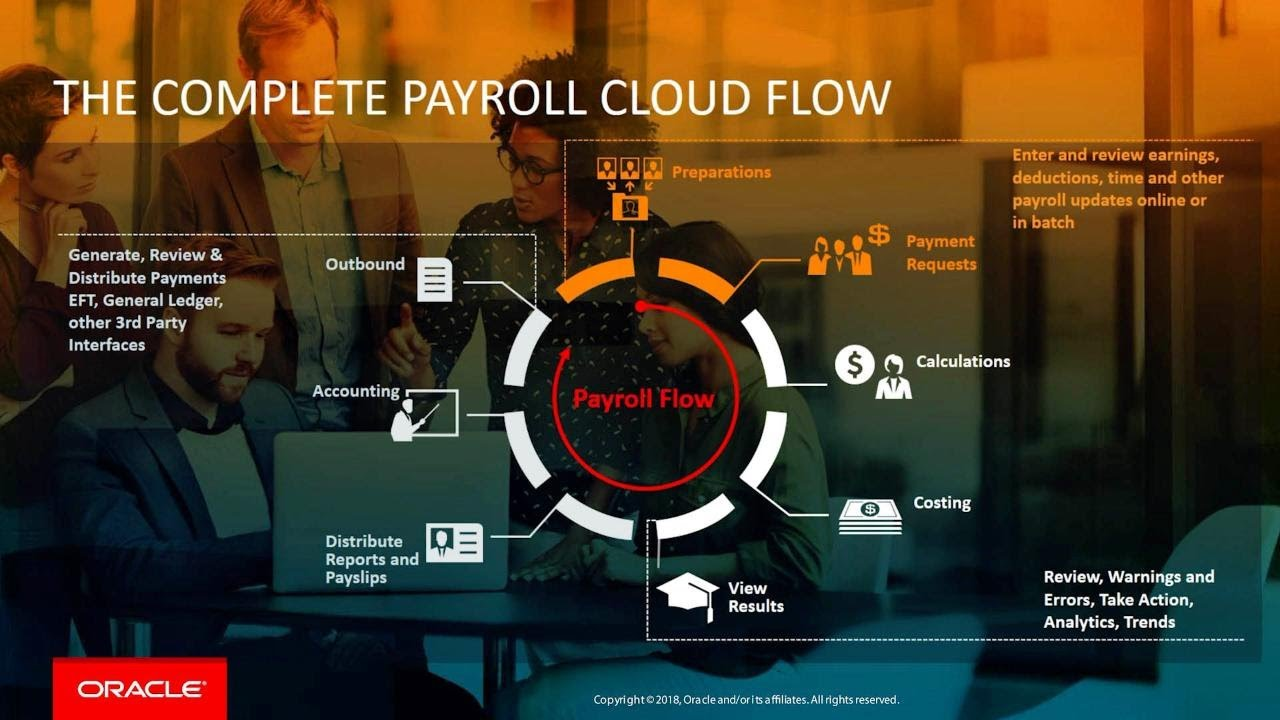 THE COMPLETE PAYROLL CLOUD FLOW
Preparations
Enter and review earnings,
deductions, time and other
payroll updates online or
in batch
$
Payment
Requests
$
Calculations
$
Costing
View
Results
Review, Warnings and
Errors, Take Action,
Analytics, Trends
Distribute
Reports and
Payslips
Accounting
Outbound
Generate, Review &
Distribute Payments
EFT, General Ledger,
other 3rd Party
Interfaces
Payroll Flow
ORACLE®
Copyright © 2018, Oracle and/or its affiliates. All rights reserved.